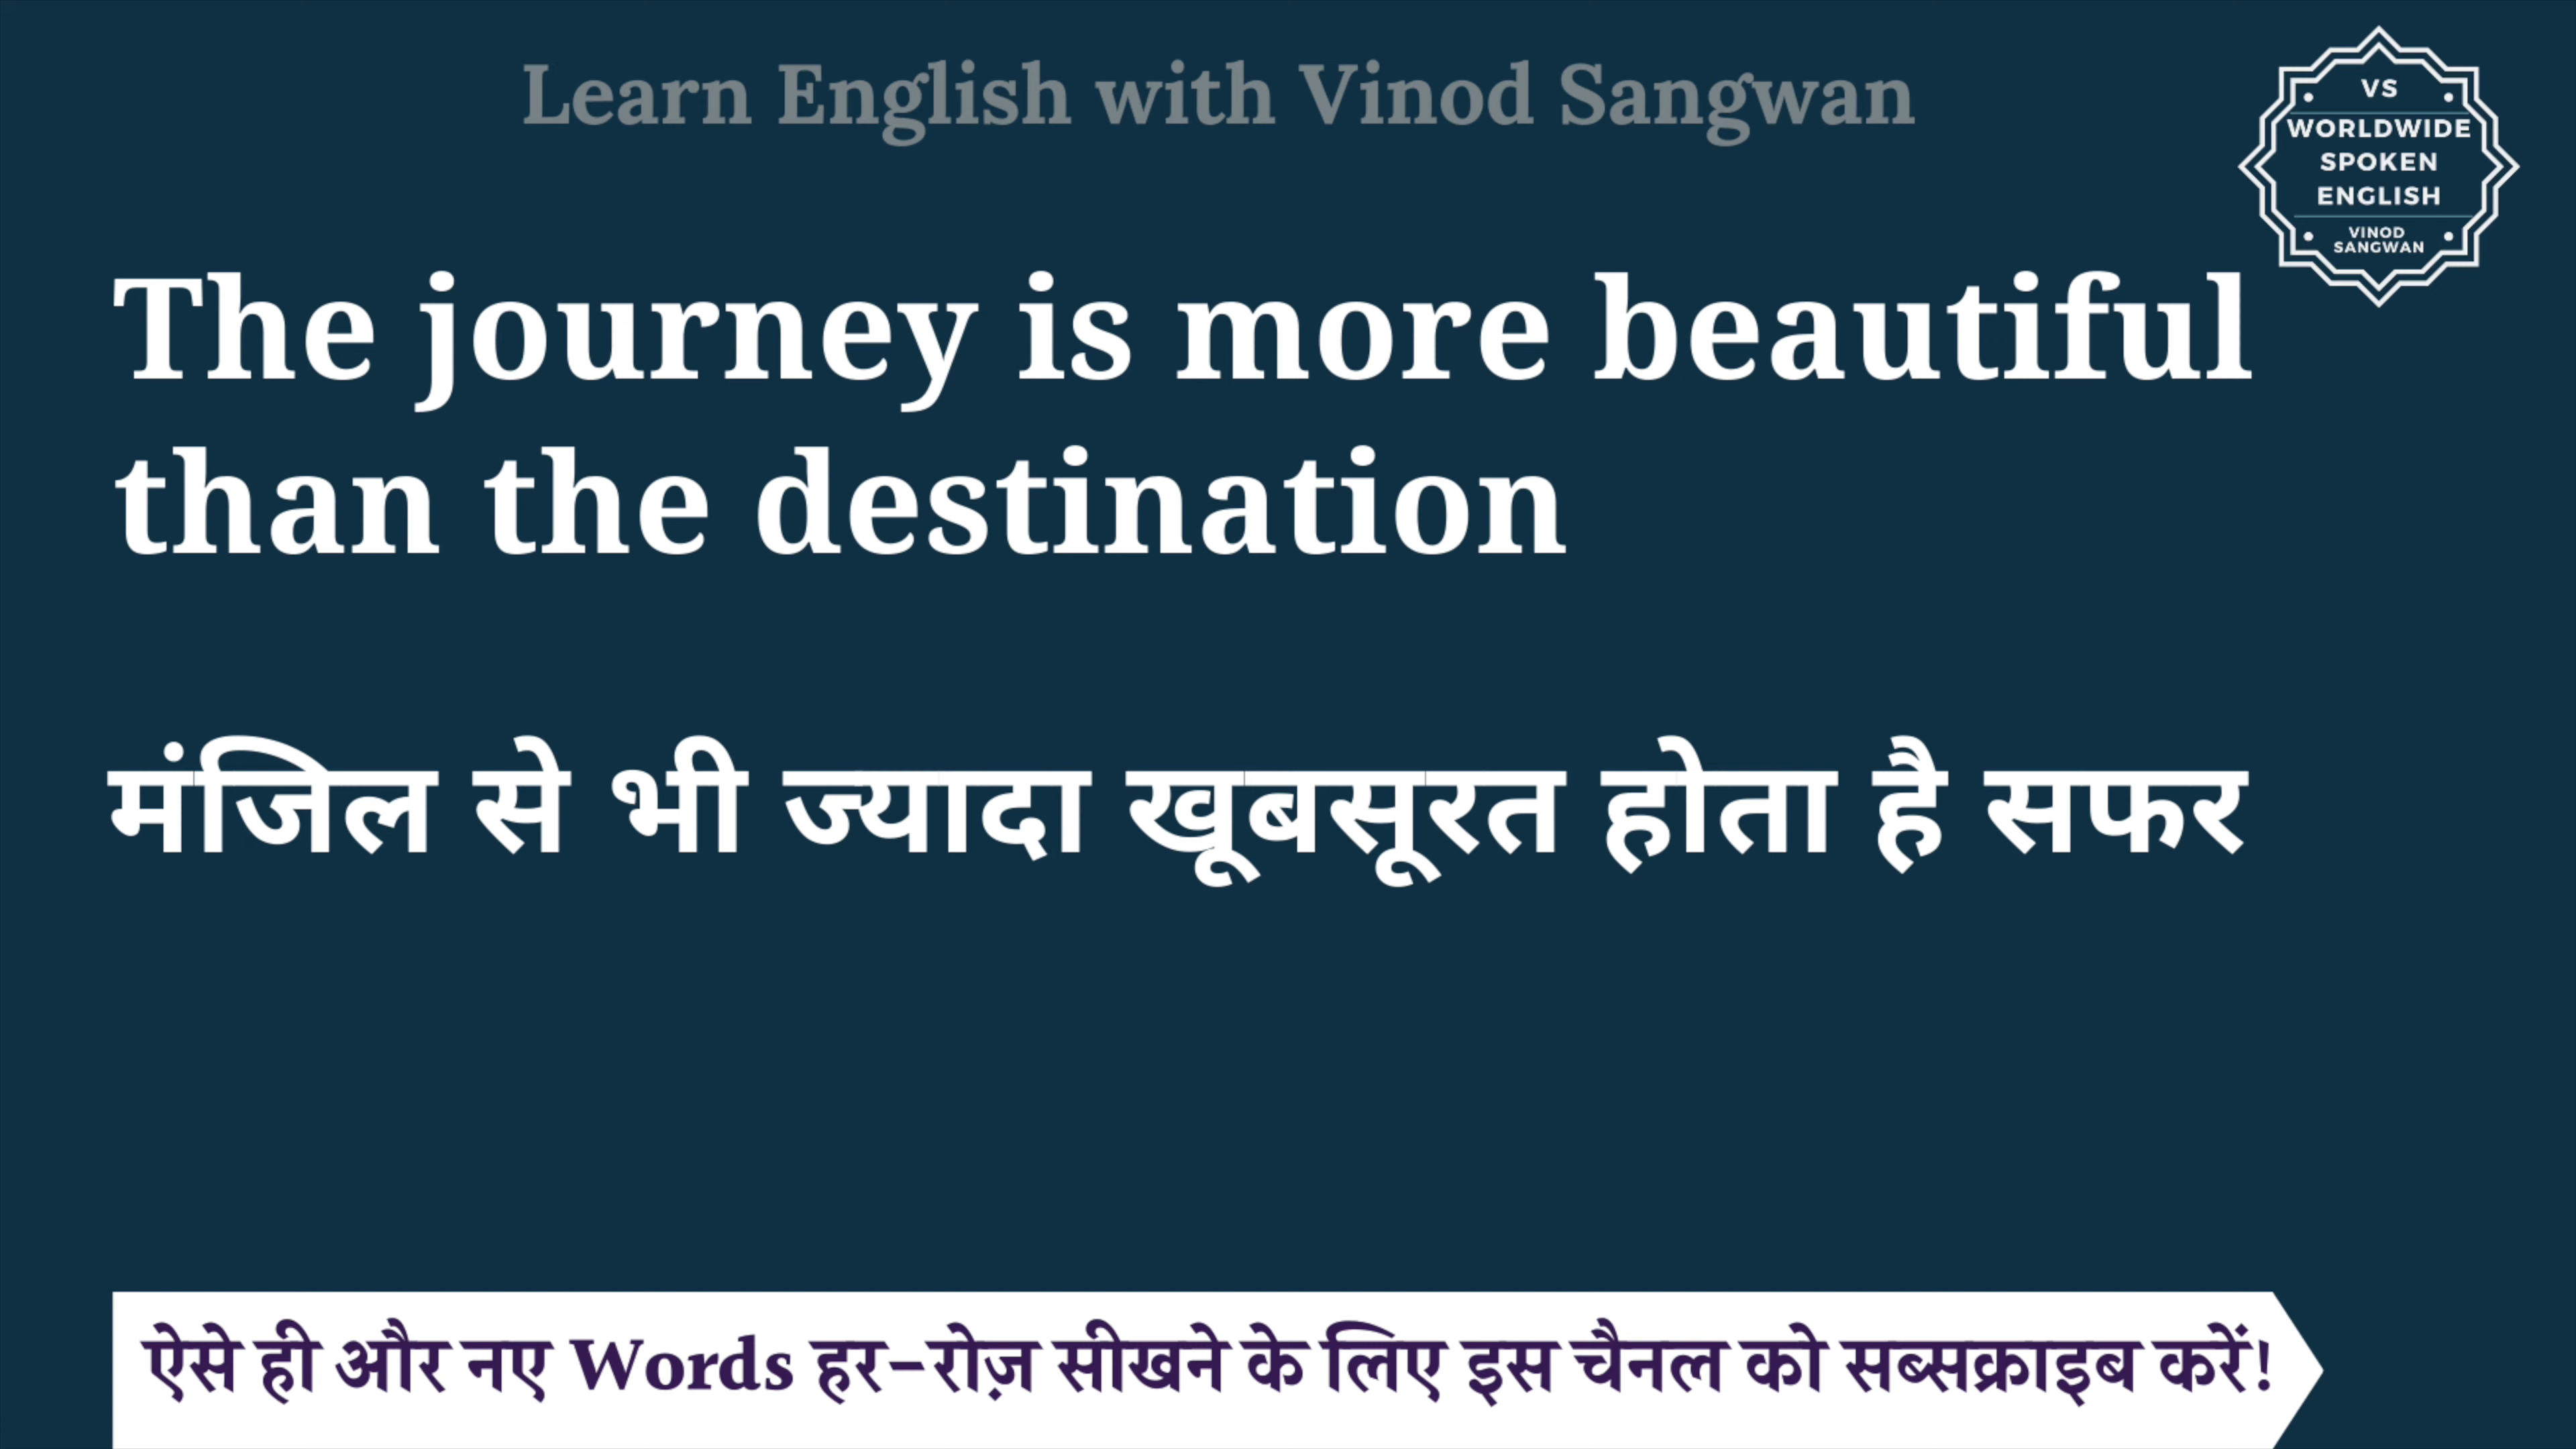 Learn English with Vinod Sangwan
VS
WORLDWIDE
SPOKEN
ENGLISH
VINOD
SANGWAN
The journey is more beautiful
than the destination
मंजिल से भी ज्यादा खूबसूरत होता है सफर
ऐसे ही और नए Words हर-रोज़ सीखने के लिए इस चैनल को सब्सक्राइब करें!